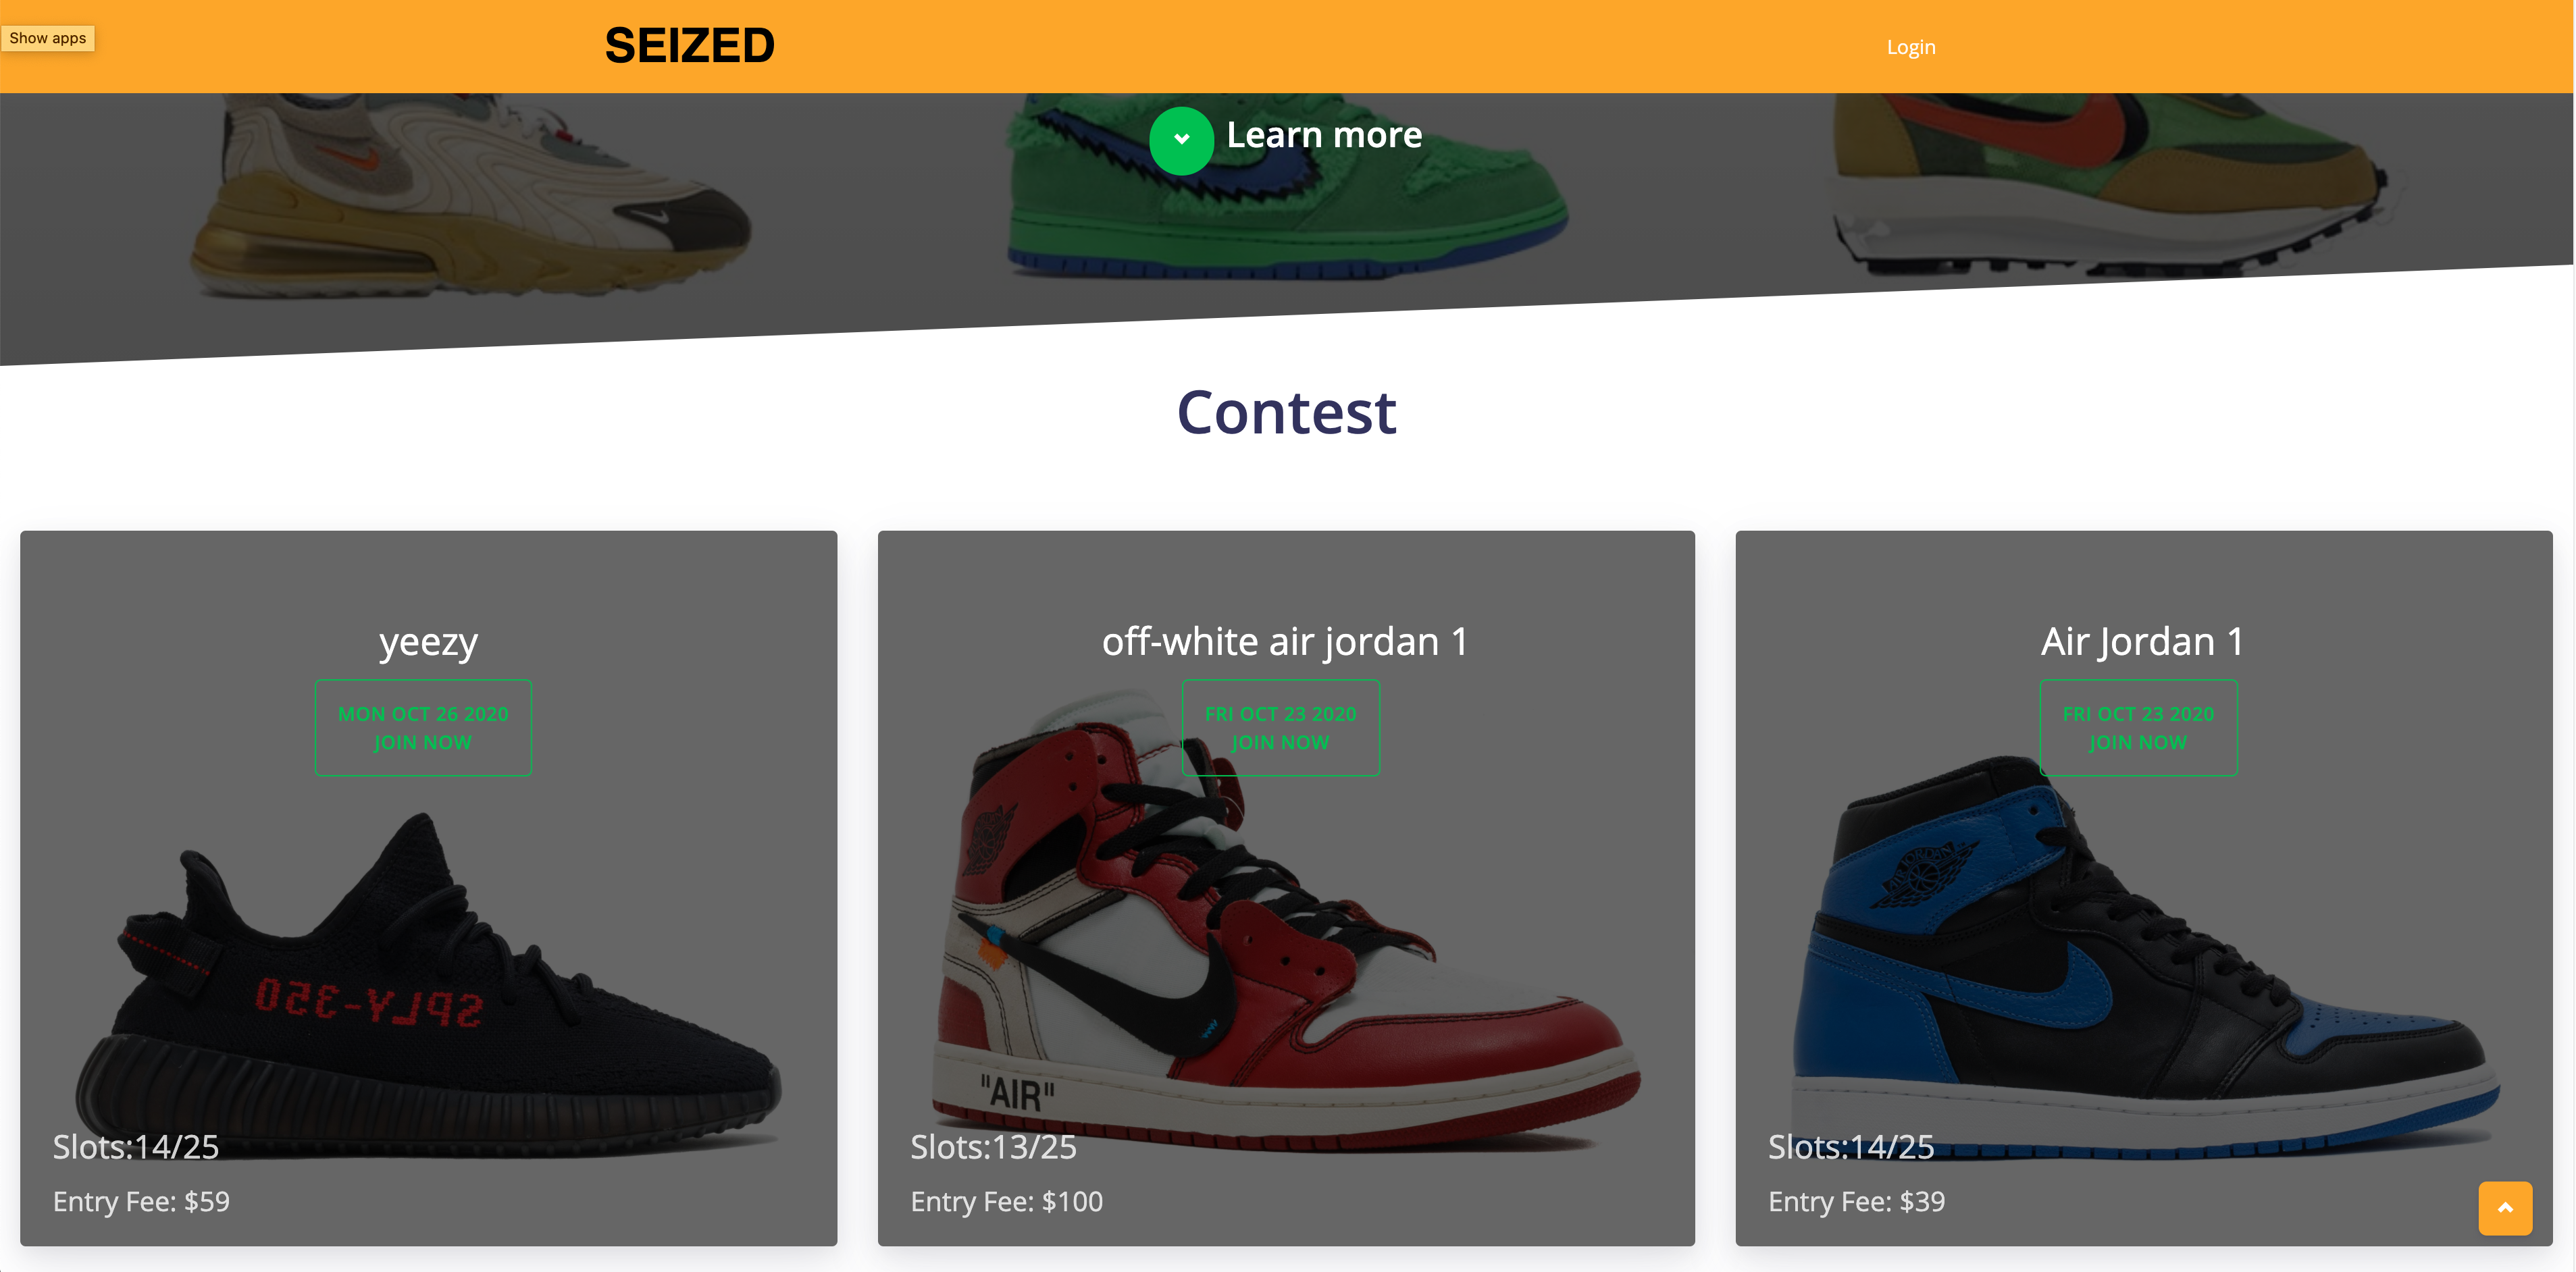 Show apps
SEIZED
Login
Learn more
Contest
yeezy
MON OCT 26 2020
JOIN NOW
SPLY-350
Slots:14/25
Entry Fee: $59
off-white air jordan 1
FRI OCT 23 2020
JOIN NOW
"AIR"
Slots:13/25
Entry Fee: $100
Air Jordan 1
FRI OCT 23 2020
JOIN NOW
AIR JORDAN
Slots:14/25
Entry Fee: $39